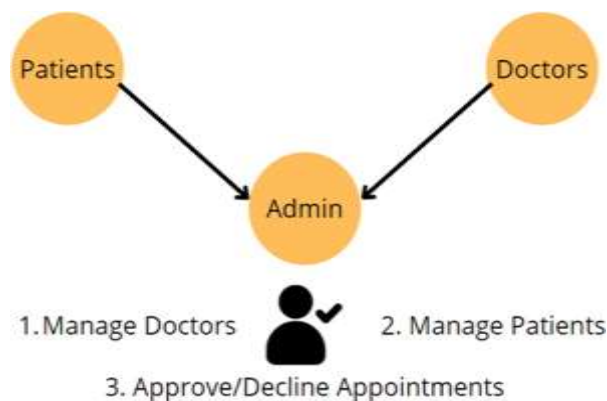 Patients
Doctors
Admin
1. Manage Doctors
2. Manage Patients
3. Approve/Decline Appointments